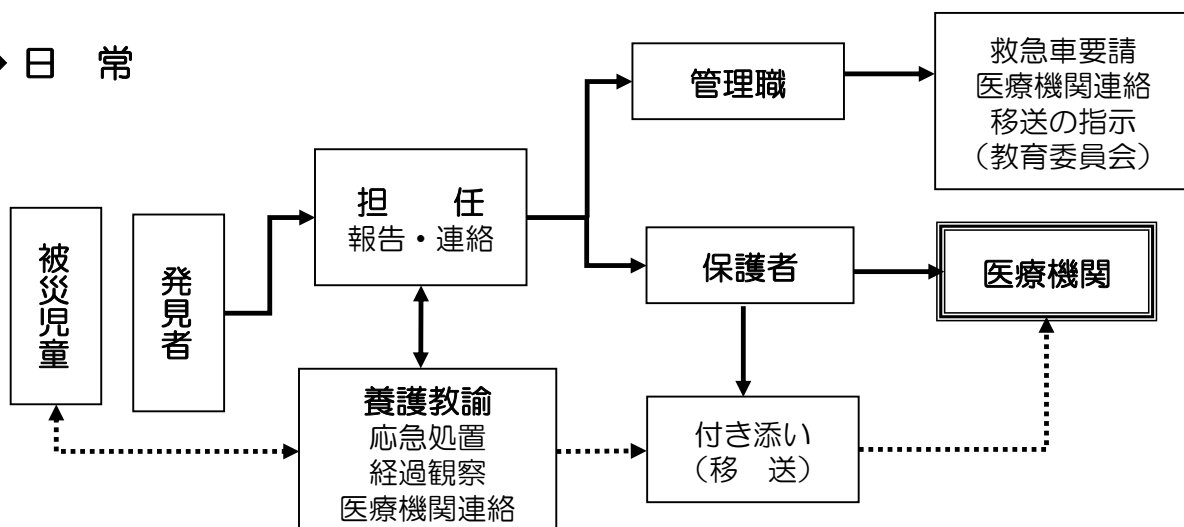 日　常
被災児童
発見者
担　　任
報告・連絡
養護教諭
応急処置
経過観察
医療機関連絡
管理職
保護者
付き添い
（移　送）
救急車要請
医療機関連絡
移送の指示
（教育委員会）
医療機関